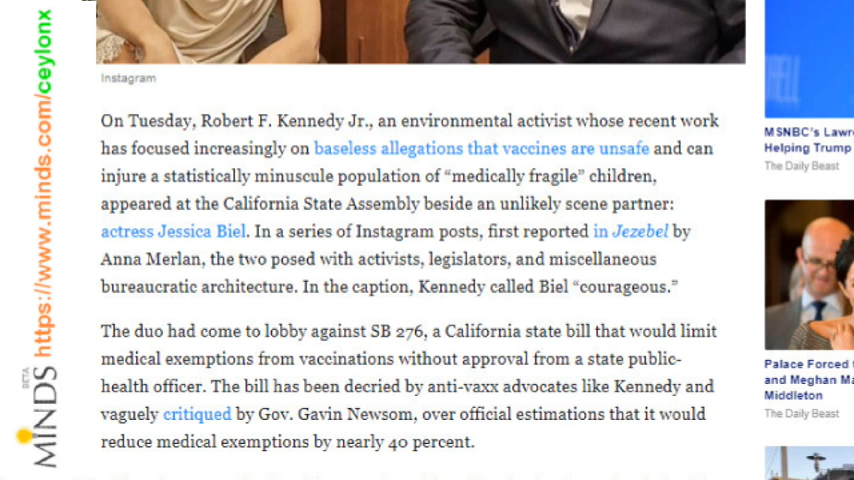 https://www.minds.com/ceylonx
BETA
MINDS
Instagram
On Tuesday, Robert F. Kennedy Jr., an environmental activist whose recent work
has focused increasingly on baseless allegations that vaccines are unsafe and can
injure a statistically minuscule population of “medically fragile” children,
appeared at the California State Assembly beside an unlikely scene partner:
actress Jessica Biel. In a series of Instagram posts, first reported in Jezebel by
Anna Merlan, the two posed with activists, legislators, and miscellaneous
bureaucratic architecture. In the caption, Kennedy called Biel “courageous.”
The duo had come to lobby against SB 276, a California state bill that would limit
medical exemptions from vaccinations without approval from a state public-
health officer. The bill has been decried by anti-vaxx advocates like Kennedy and
vaguely critiqued by Gov. Gavin Newsom, over official estimations that it would
reduce medical exemptions by nearly 40 percent.
MSNBC's Lawr
Helping Trump
The Daily Beast
Palace Forced
and Meghan Ma
Middleton
The Daily Beast